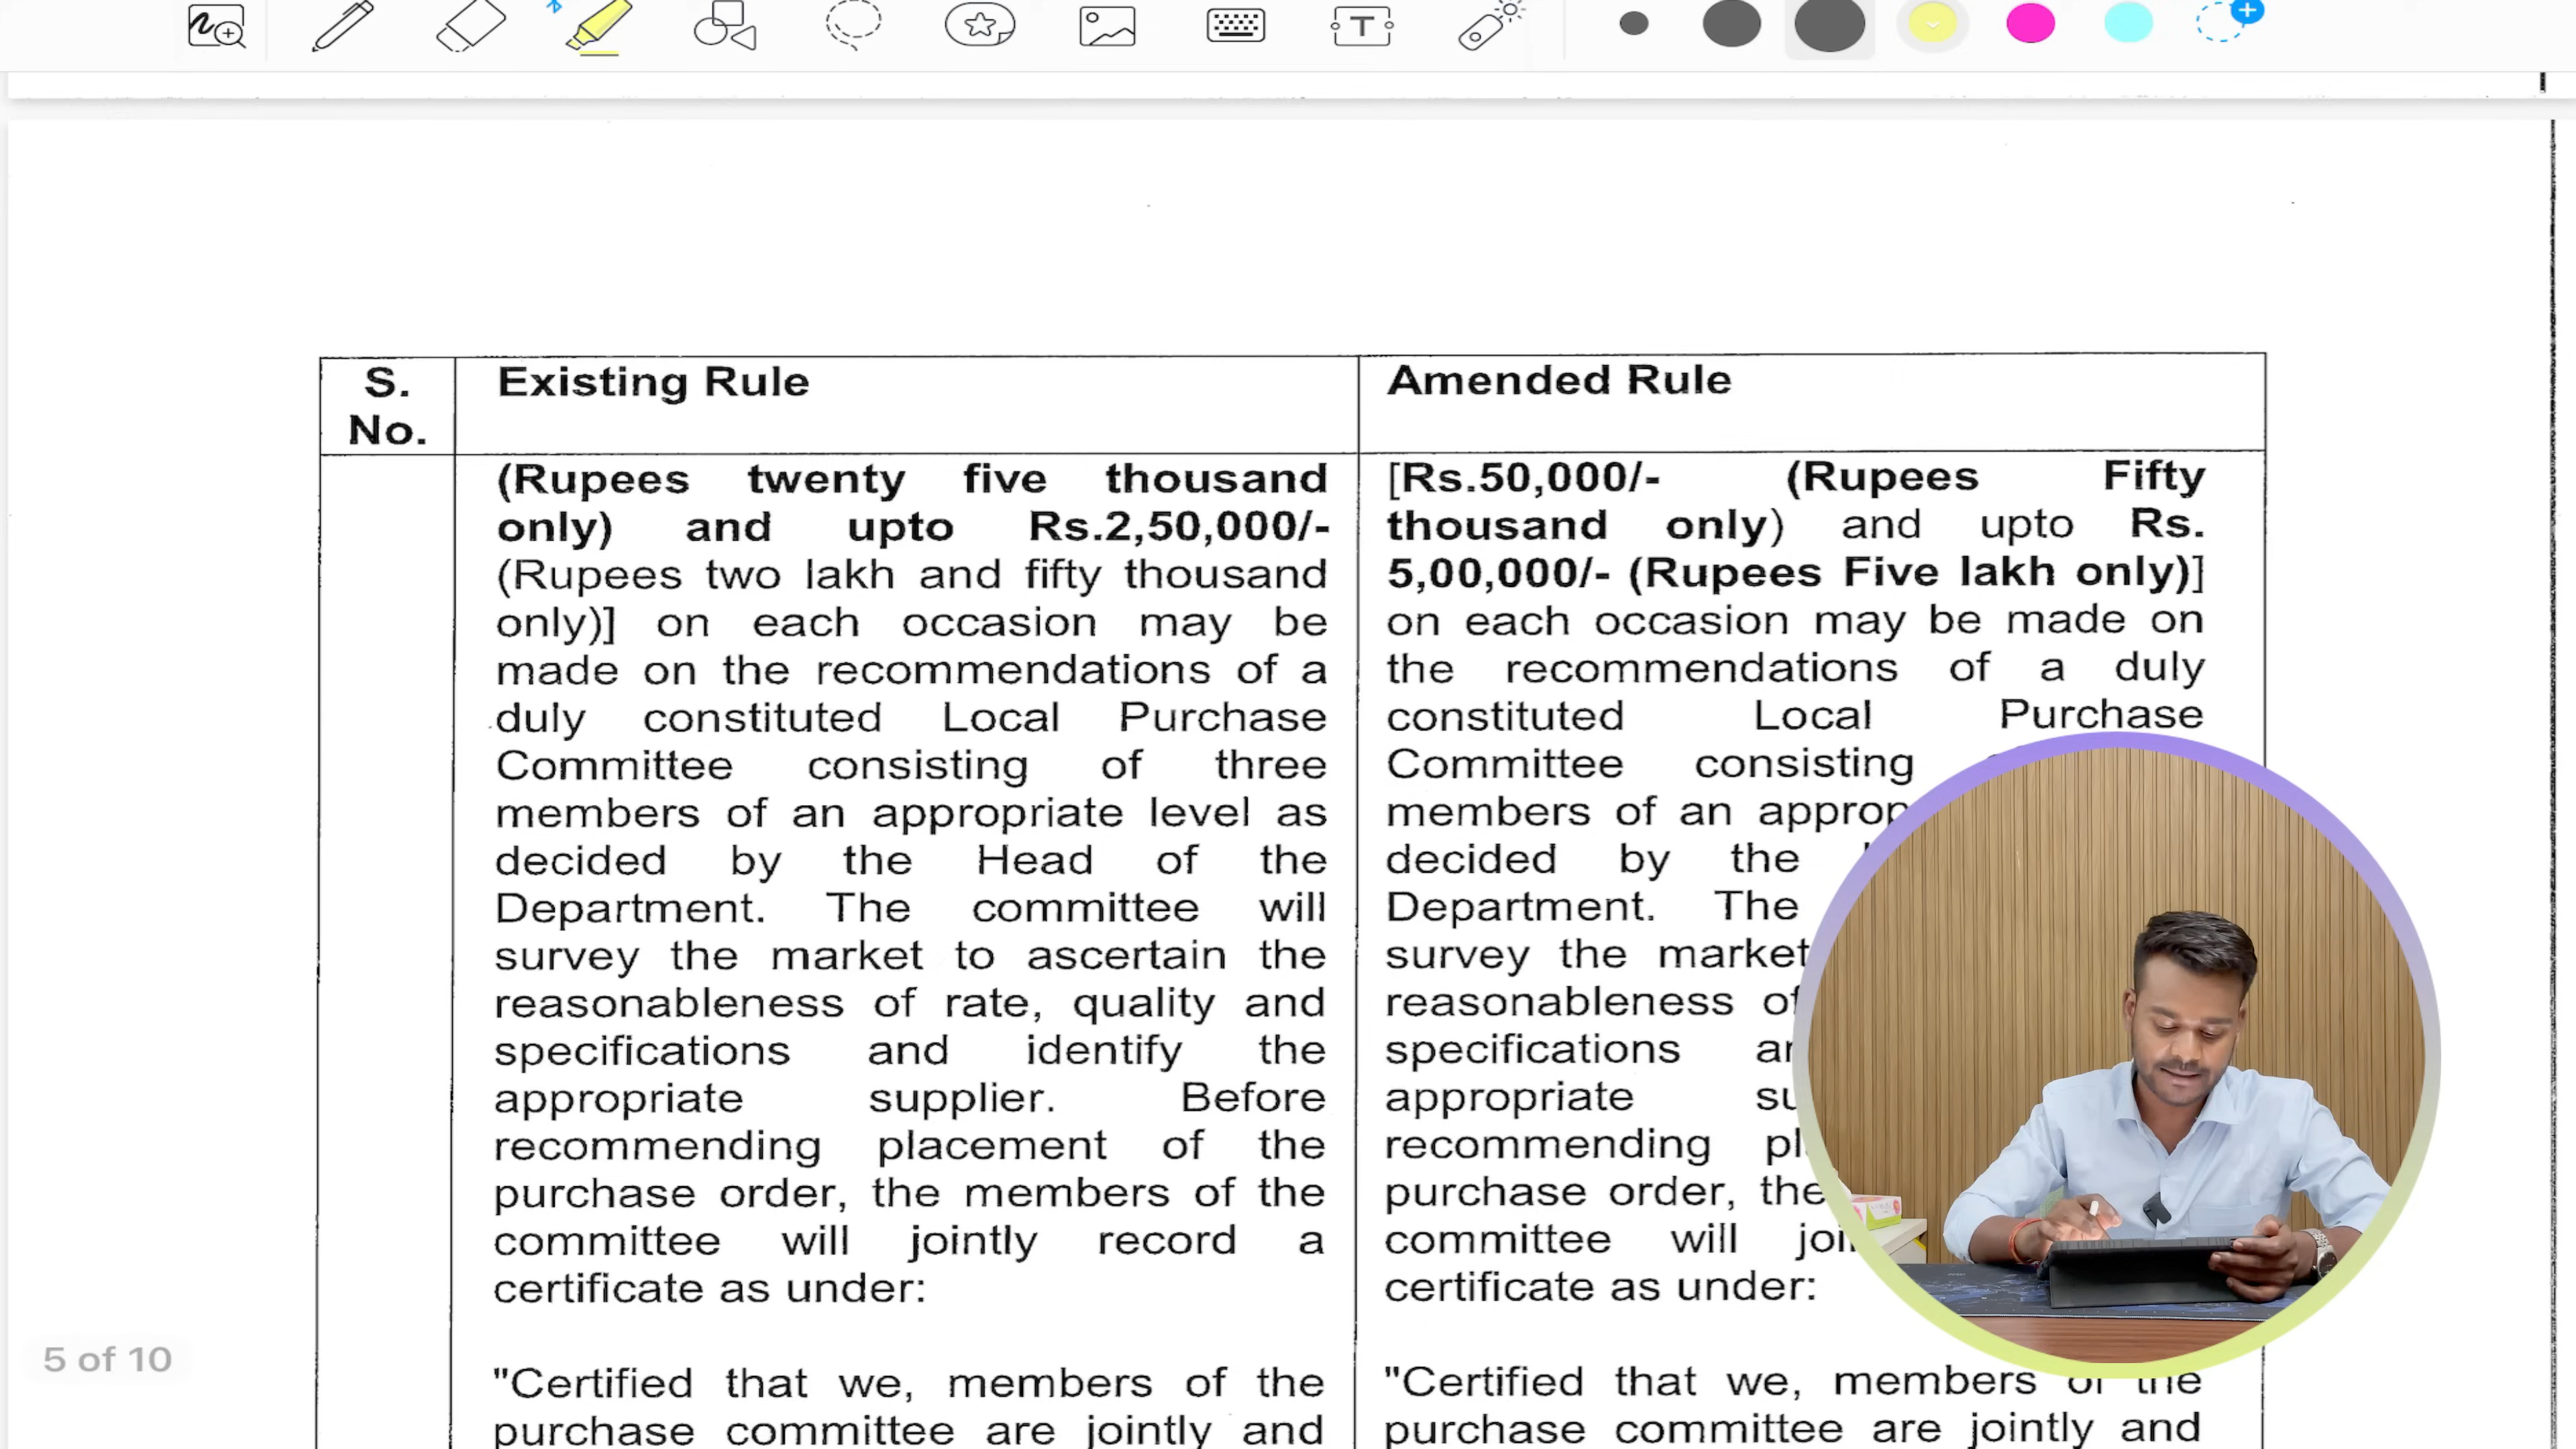 S.
No.
Existing Rule
Amended Rule
(Rupees twenty five thousand
only) and upto Rs.2,50,000/-
(Rupees two lakh and fifty thousand
only)] on each occasion may be
made on the recommendations of a
duly constituted Local Purchase
Committee consisting of three
members of an appropriate level as
decided by the Head of the
Department. The committee will
survey the market to ascertain the
reasonableness of rate, quality and
specifications and identify the
appropriate supplier. Before
recommending placement of the
purchase order, the members of the
committee will jointly record a
certificate as under:
"Certified that we, members of the
purchase committee are jointly and
[Rs.50,000/- (Rupees Fifty
thousand only) and upto Rs.
5,00,000/- (Rupees Five lakh only)]
on each occasion may be made on
the recommendations of a duly
constituted Local Purchase
Committee consisting
members of an
decided by the
Department. The
survey the market
reasonableness
specifications
appropriate
recommending
purchase order, the
committee will
certificate as under:
"Certified that we, members of the
purchase committee are jointly and
5 of 10